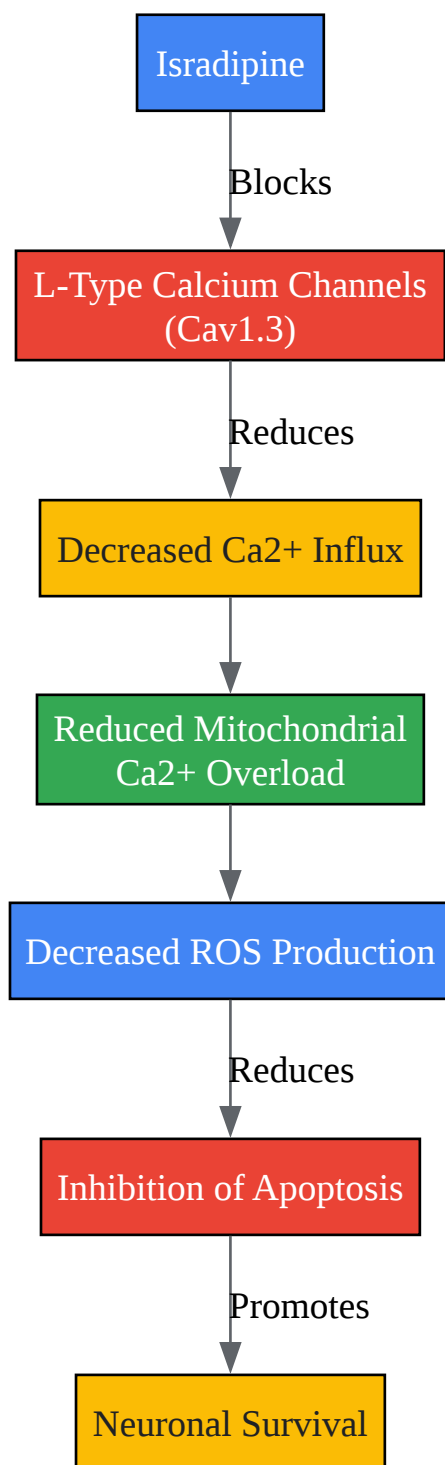 Isradipine
Blocks
L-Type Calcium Channels
(Cav1.3)
Reduces
Decreased Ca2+ Influx
Reduced Mitochondrial
Ca2+ Overload
Decreased ROS Production
Reduces
Inhibition of Apoptosis
Promotes
Neuronal Survival